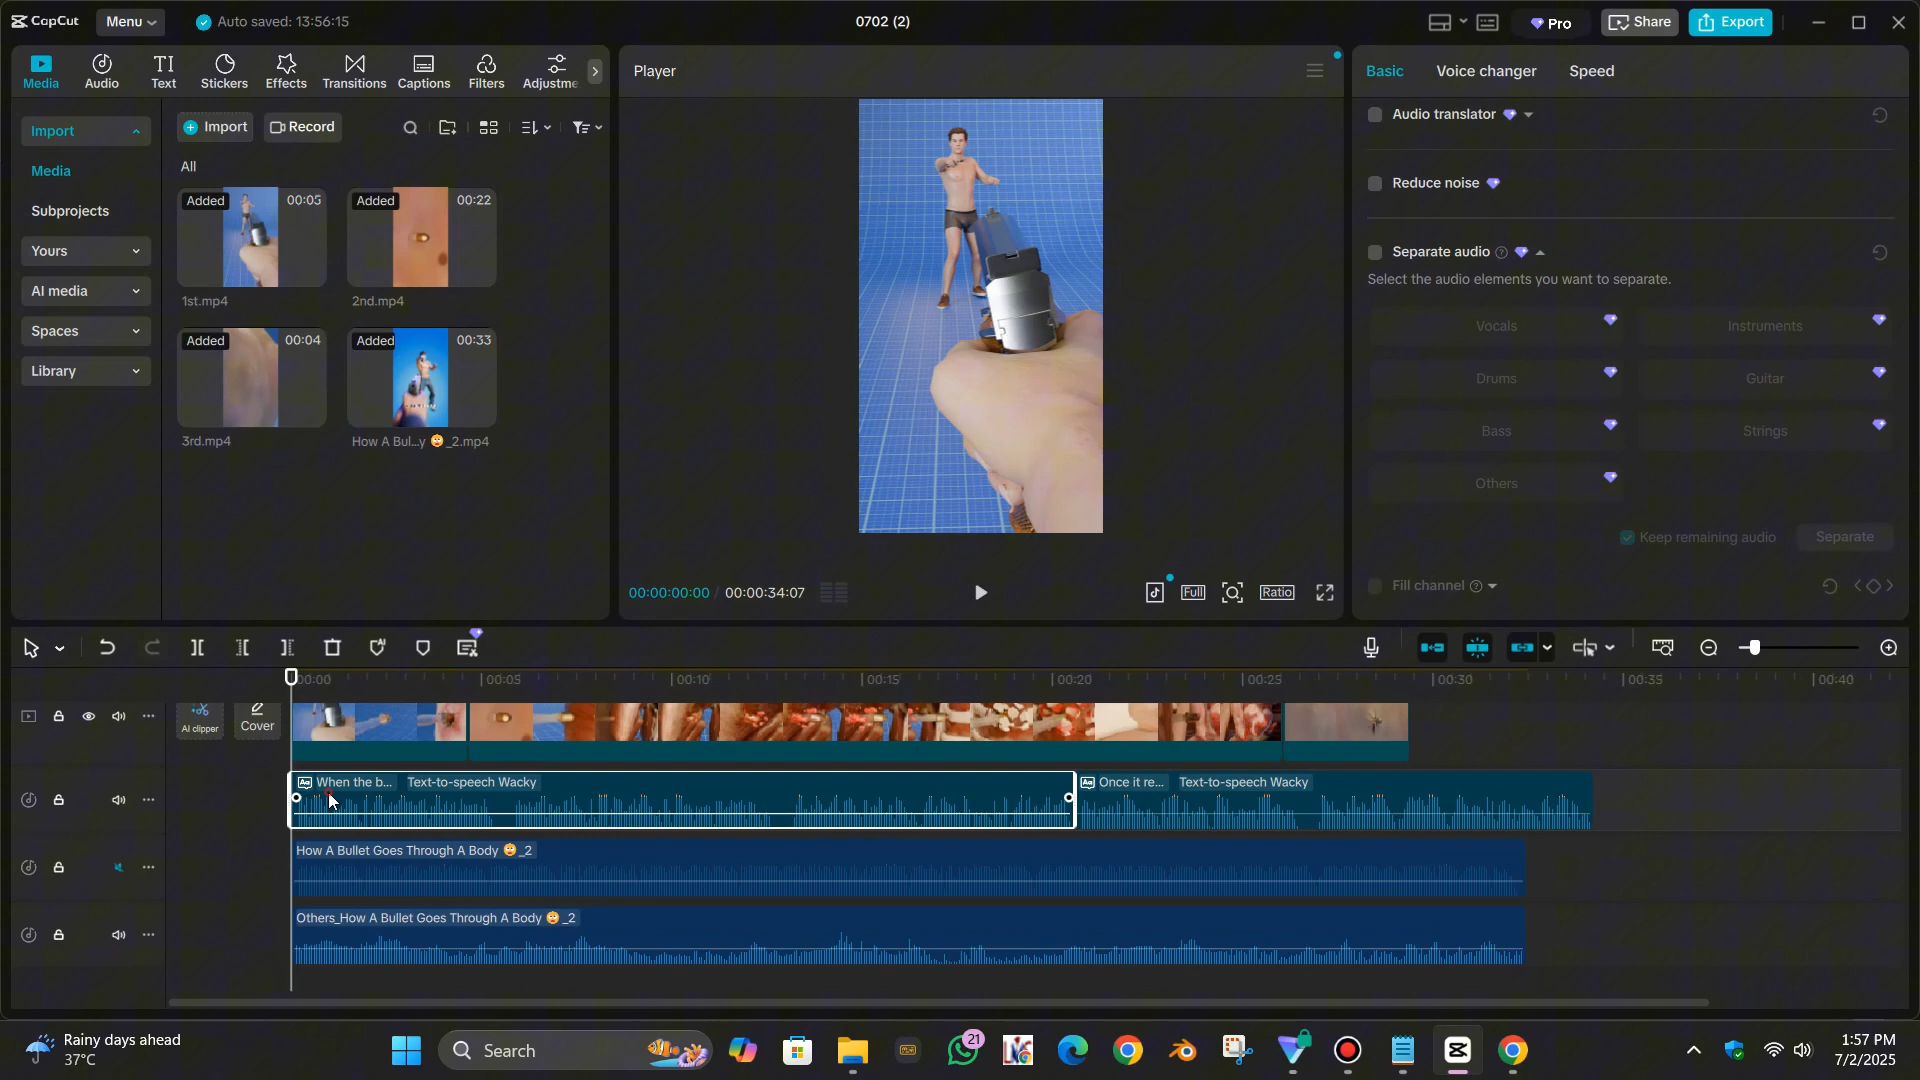 CapCut
Menu
Auto saved: 13:56:15
0702 (2)
Pro
Share
Export
Media
Audio
Text
Stickers
Effects
Transitions
Captions
Filters
Adjustme
Player
Basic
Voice changer
Speed
Import
Media
Subprojects
Yours
AI media
Spaces
Library
Import
Record
All
Added 00:05
1st.mp4
Added 00:22
2nd.mp4
Added 00:04
3rd.mp4
Added 00:33
How A Bul...y 😳_2.mp4
00:00:00:00 / 00:00:34:07
Full
Ratio
Audio translator
Reduce noise
Separate audio
Select the audio elements you want to separate.
Vocals
Instruments
Drums
Guitar
Bass
Strings
Others
Keep remaining audio
Separate
Fill channel
00:00
00:05
00:10
00:15
00:20
00:25
00:30
00:35
00:40
AI clipper
Cover
When the b... Text-to-speech Wacky
Once it re... Text-to-speech Wacky
How A Bullet Goes Through A Body 😳_2
Others_How A Bullet Goes Through A Body 😳_2
Rainy days ahead
37°C
Search
21
1:57 PM
7/2/2025